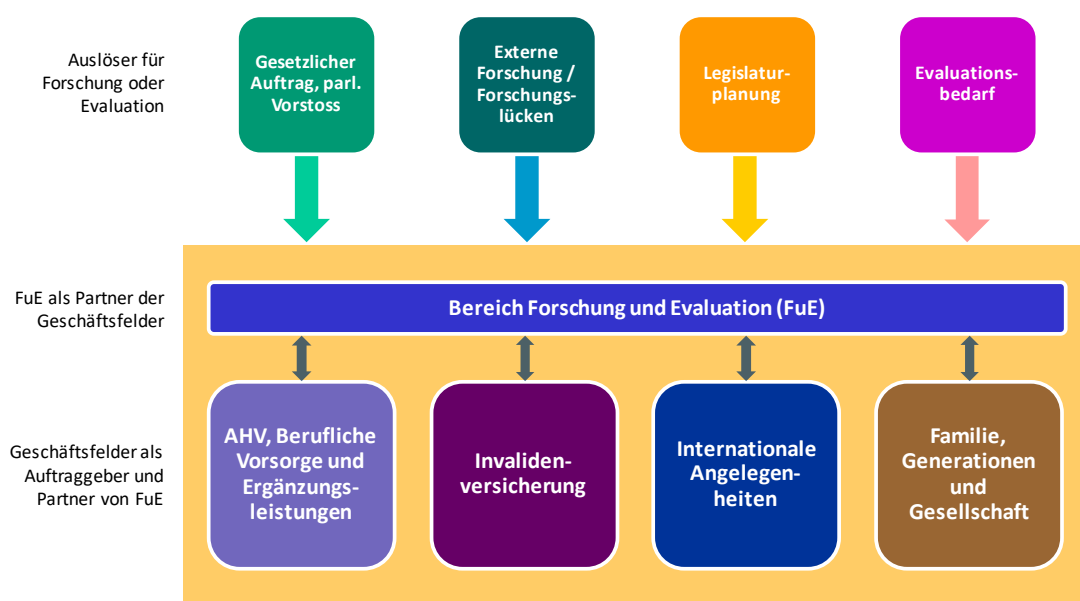 Auslöser für
Forschung oder
Evaluation
Gesetzlicher
Auftrag, parl.
Vorstoss
Externe
Forschung /
Forschungs-
lücken
Legislatur-
planung
Evaluations-
bedarf
FuE als Partner der
Geschäftsfelder
Bereich Forschung und Evaluation (FuE)
Geschäftsfelder als
Auftraggeber und
Partner von FuE
AHV, Berufliche
Vorsorge und
Ergänzungs-
leistungen
Invaliden-
versicherung
Internationale
Angelegen-
heiten
Familie,
Generationen
und
Gesellschaft